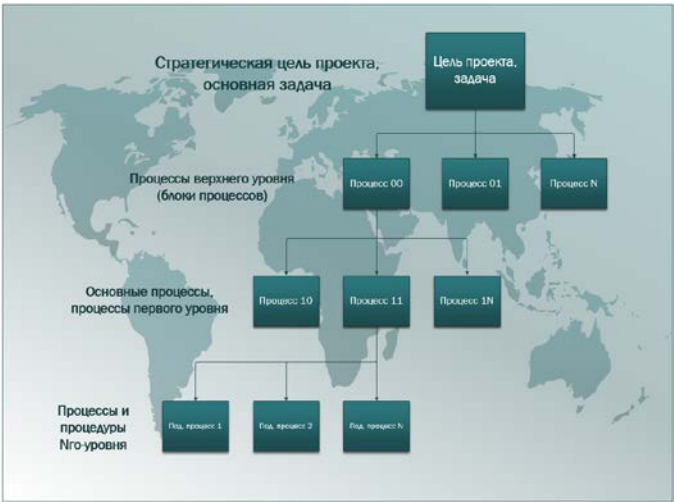 Стратегическая цель проекта,
основная задача
Цель проекта,
задача
Процессы верхнего уровня
(блоки процессов)
Процесс 00
Процесс 01
Процесс N
Основные процессы,
процессы первого уровня
Процесс 10
Процесс 11
Процесс 1N
Процессы и
процедуры
Nго-уровня
Под. процесс 1
Под. процесс 2
Под. процесс N